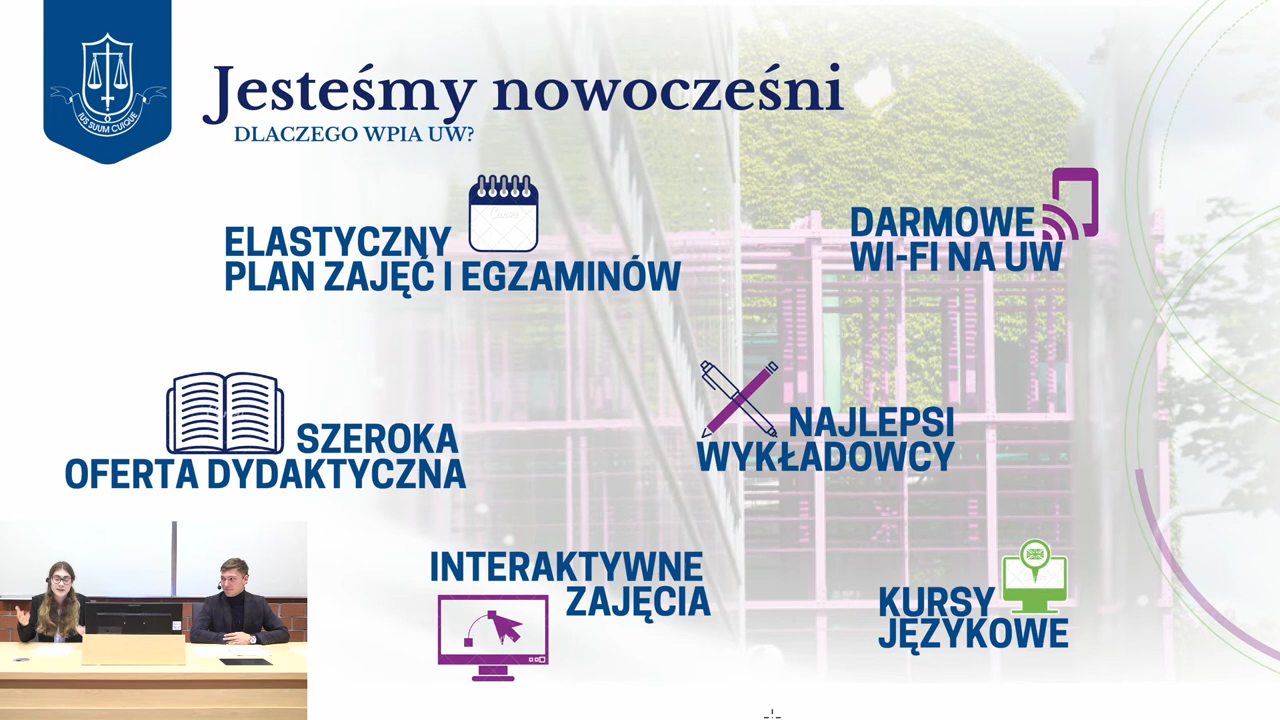 IUS SUUM CUIQUE
Jesteśmy nowocześni
DLACZEGO WPIA UW?
ELASTYCZNY
PLAN ZAJĘĆ I EGZAMINÓW
DARMOWE
WI-FI NA UW
SZEROKA
OFERTA DYDAKTYCZNA
NAJLEPSI
WYKŁADOWCY
INTERAKTYWNE
ZAJĘCIA
KURSY
JĘZYKOWE